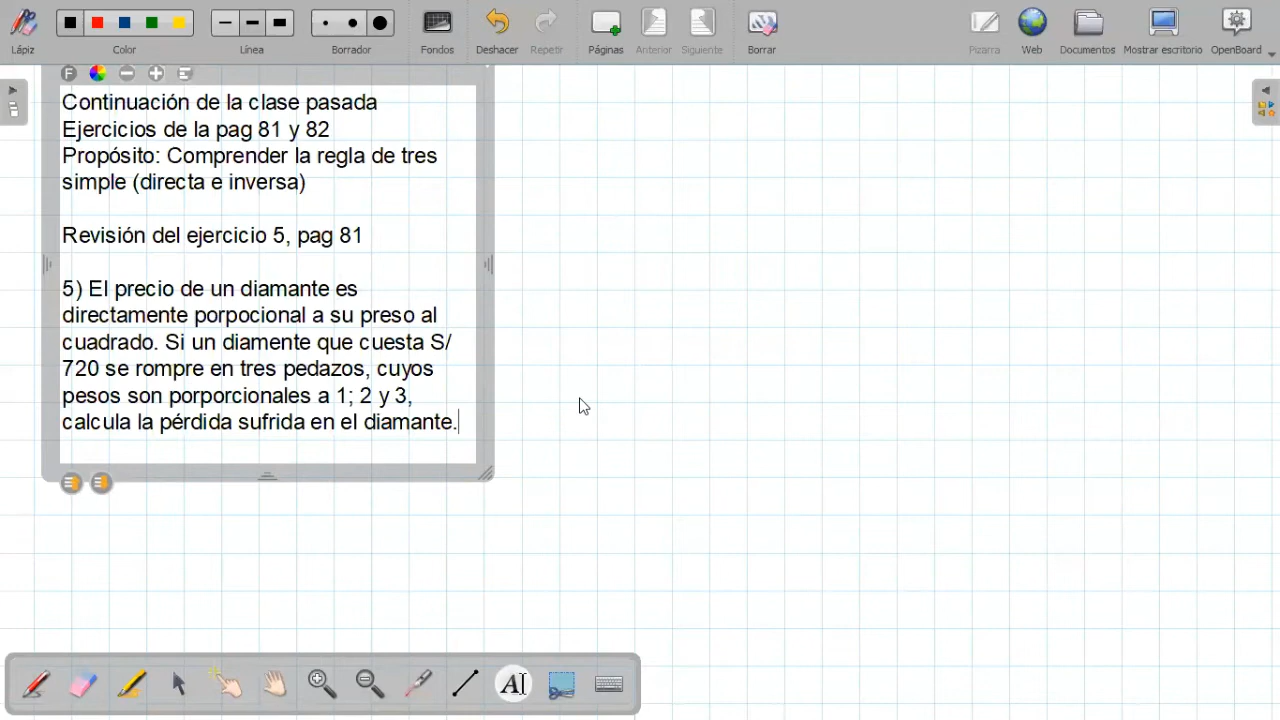 Lápiz
Color
Línea
Borrador
Fondos
Deshacer
Repetir
Páginas
Anterior
Siguiente
Borrar
Pizarra
Web
Documentos
Mostrar escritorio
OpenBoard
F
Continuación de la clase pasada
Ejercicios de la pag 81 y 82
Propósito: Comprender la regla de tres
simple (directa e inversa)
Revisión del ejercicio 5, pag 81
5) El precio de un diamante es
directamente porpocional a su preso al
cuadrado. Si un diamente que cuesta S/
720 se rompre en tres pedazos, cuyos
pesos son porporcionales a 1; 2 y 3,
calcula la pérdida sufrida en el diamante.
A